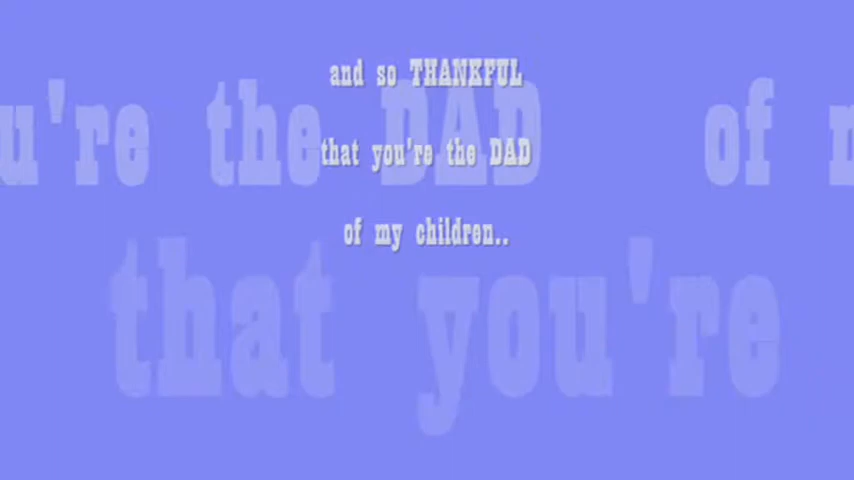 and so THANKFUL
u're the DAD of m
that you're the DAD
of my children..
that you're